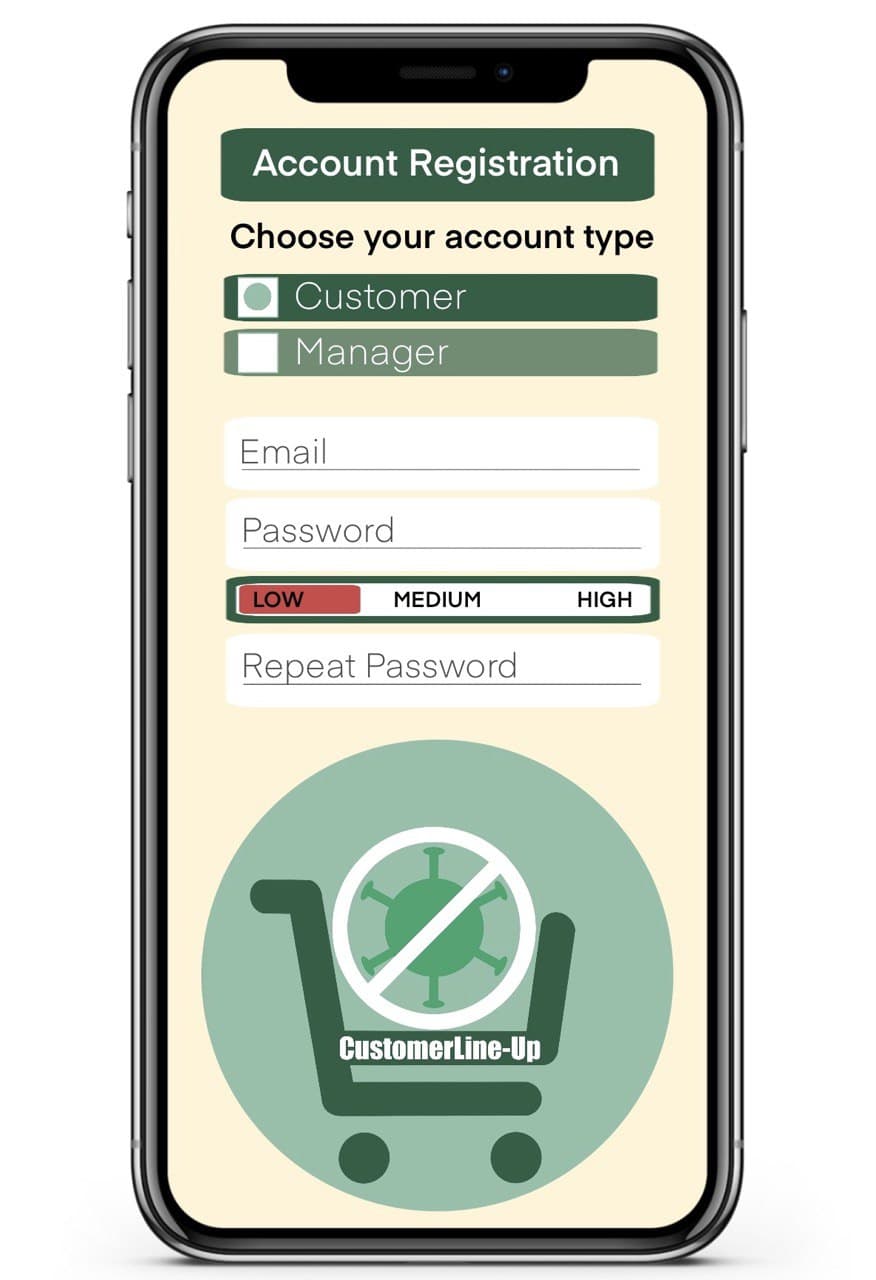 Account Registration
Choose your account type
Customer
Manager
Email
Password
LOW MEDIUM HIGH
Repeat Password
CustomerLine-Up